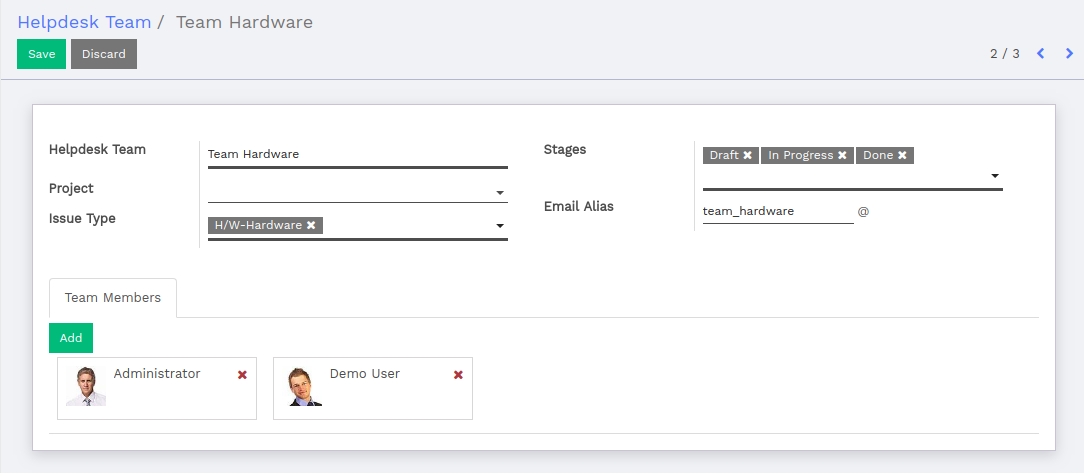 Helpdesk Team / Team Hardware
Save Discard
2 / 3
Helpdesk Team
Team Hardware
Project
Issue Type
H/W-Hardware ✖
Stages
Draft ✖ In Progress ✖ Done ✖
Email Alias
team_hardware @
Team Members
Add
Administrator ✖
Demo User ✖